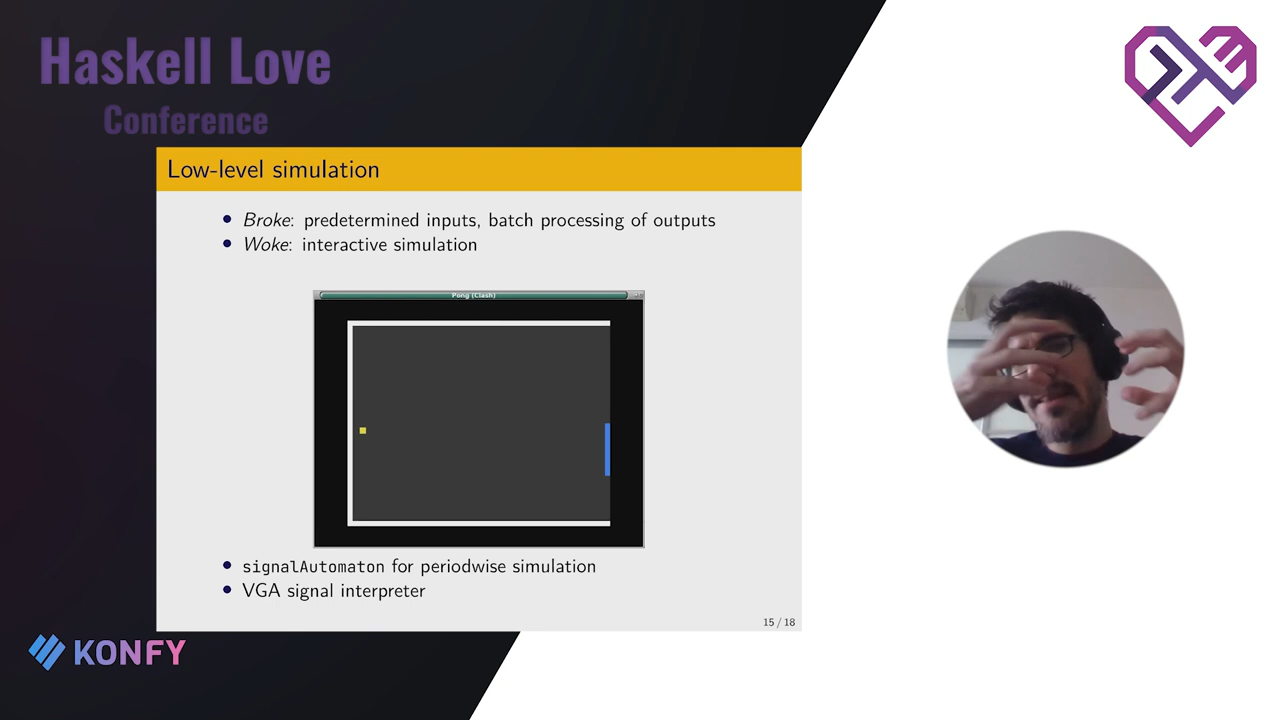 Haskell Love
Conference
Low-level simulation
Broke: predetermined inputs, batch processing of outputs
Woke: interactive simulation
Pong (Clash)
signalAutomaton for periodwise simulation
VGA signal interpreter
15 / 18
KONFY